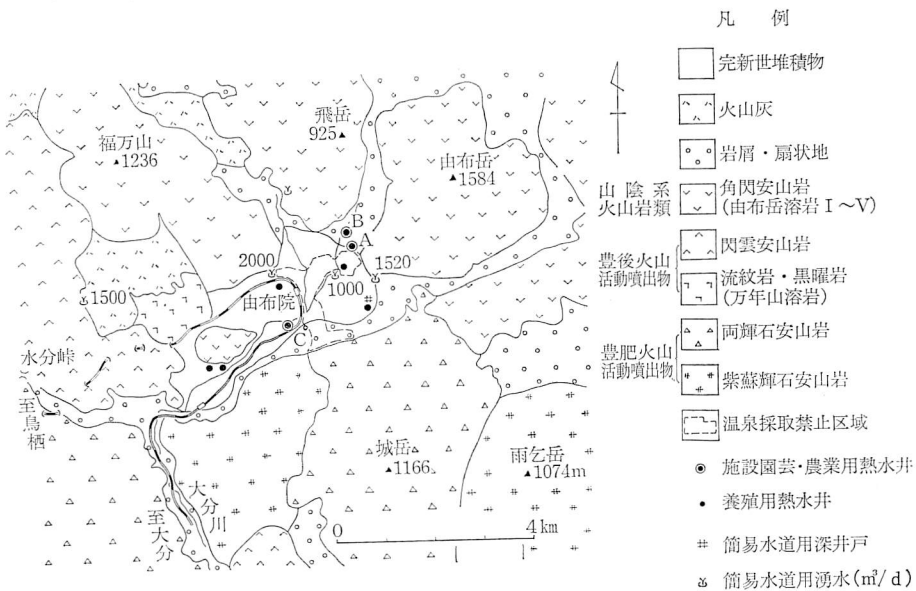 凡 例
完新世堆積物
火山灰
岩屑・扇状地
山陰系
火山岩類
角閃安山岩
(由布岳溶岩Ⅰ～Ⅴ)
豊後火山
活動噴出物
閃雲安山岩
流紋岩・黒曜岩
(万年山溶岩)
豊肥火山
活動噴出物
両輝石安山岩
紫蘇輝石安山岩
温泉採取禁止区域
施設園芸・農業用熱水井
養殖用熱水井
簡易水道用深井戸
簡易水道用湧水(m³/d)
飛岳
925
福万山
1236
由布岳
1584
B
A
2000
1520
1000
1500
由布院
C
水分峠
至鳥栖
城岳
1166
雨乞岳
1074m
大分川
至大分
0
4km